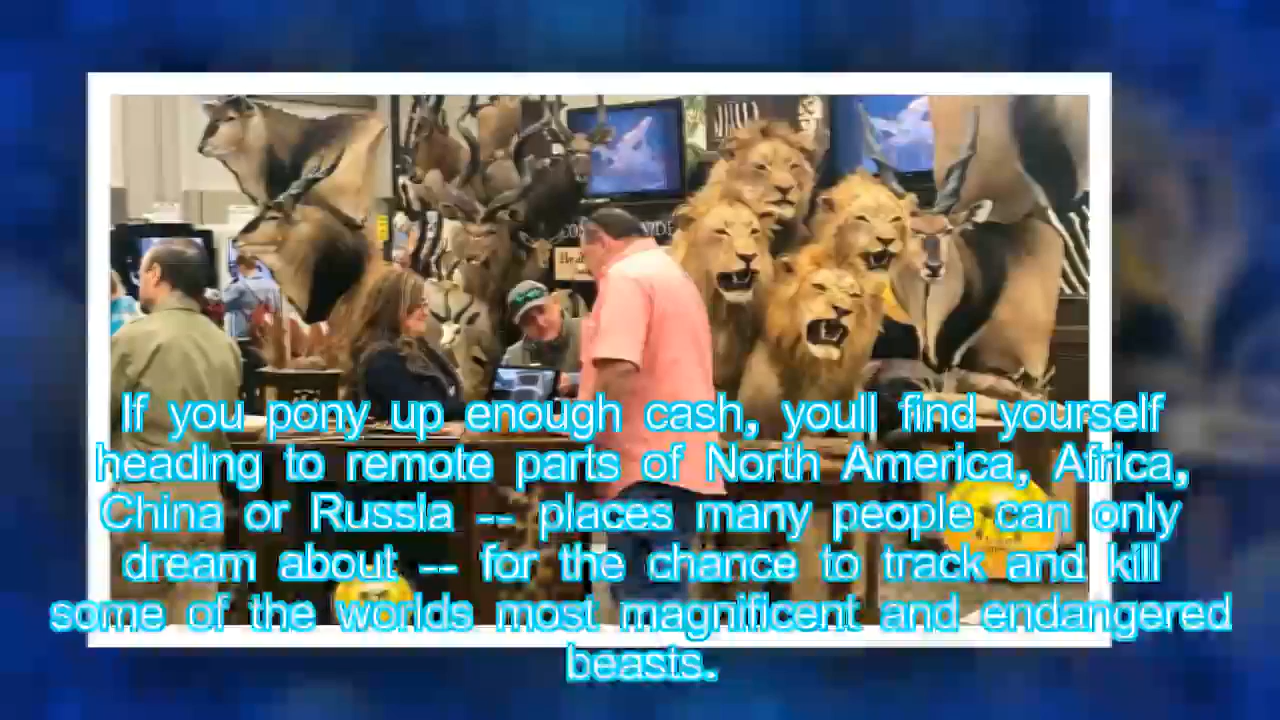 If you pony up enough cash, youll find yourself
heading to remote parts of North America, Africa,
China or Russia -- places many people can only
dream about -- for the chance to track and kill
some of the worlds most magnificent and endangered
beasts.